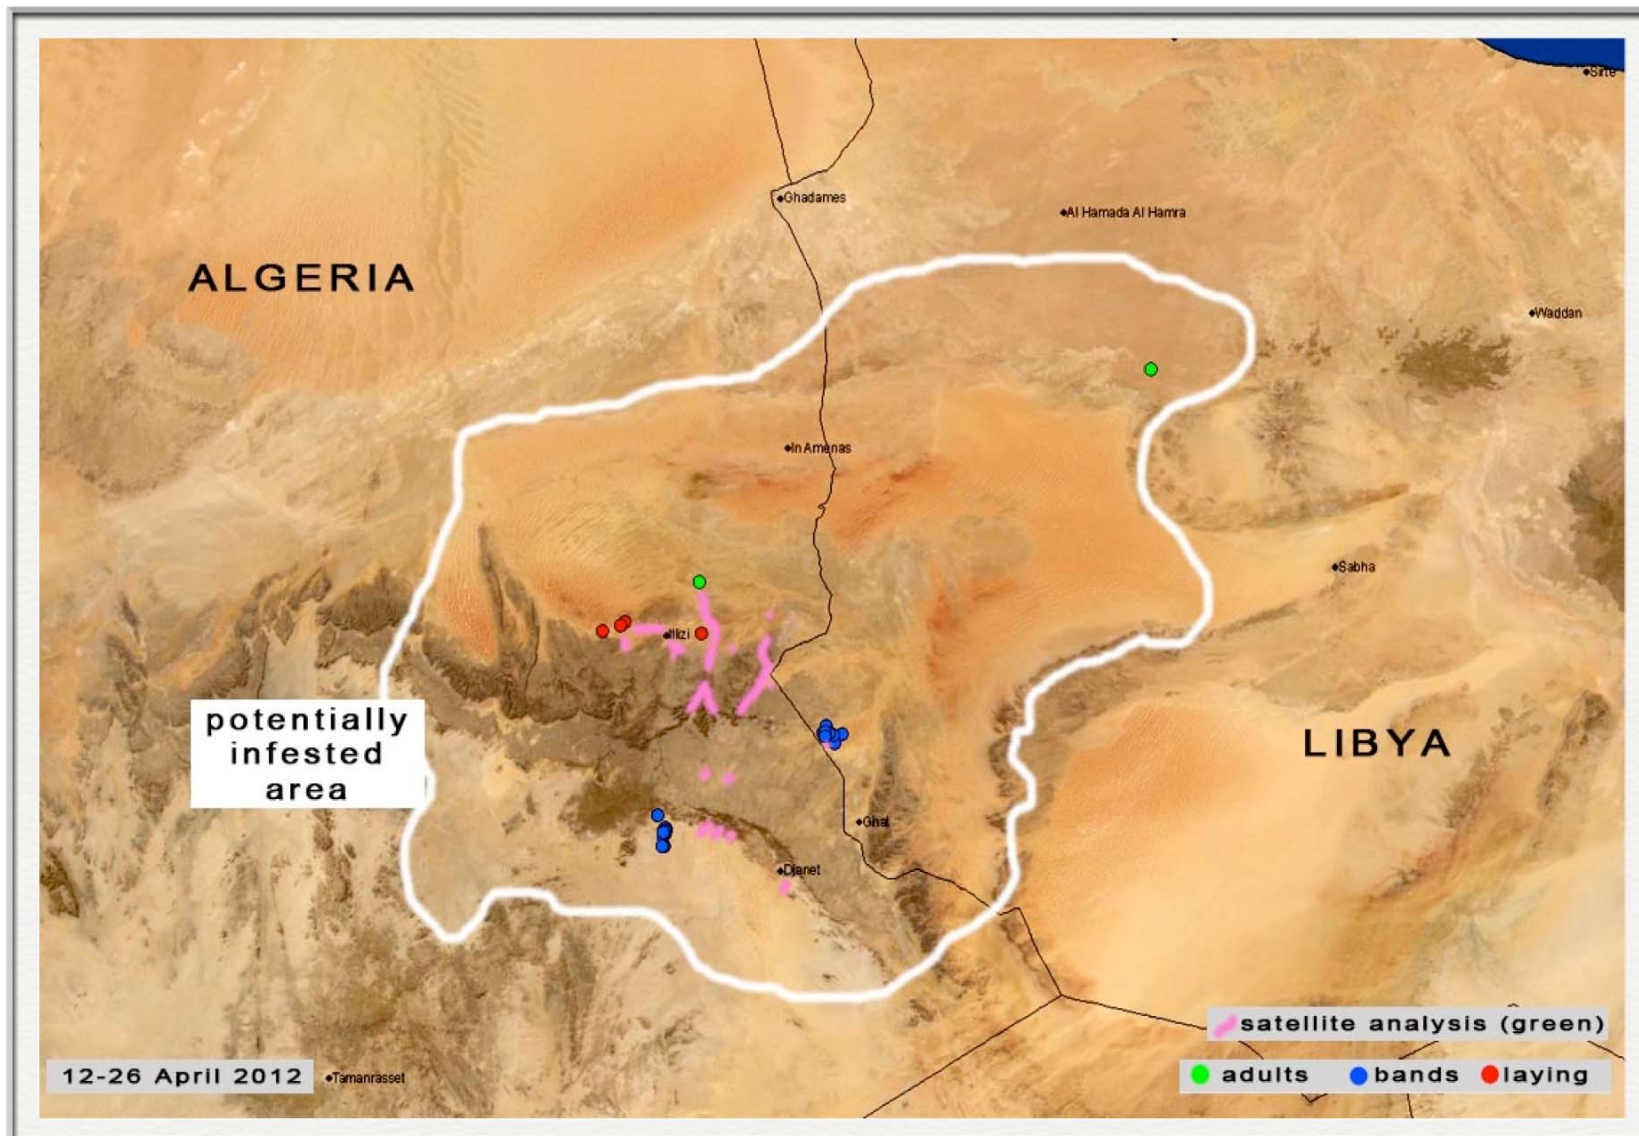 Sirte
Ghadames
Al Hamada Al Hamra
ALGERIA
Waddan
In Amenas
Sabha
Illizi
potentially
infested
area
LIBYA
Ghat
Djanet
satellite analysis (green)
12-26 April 2012
Tamanrasset
adults bands laying